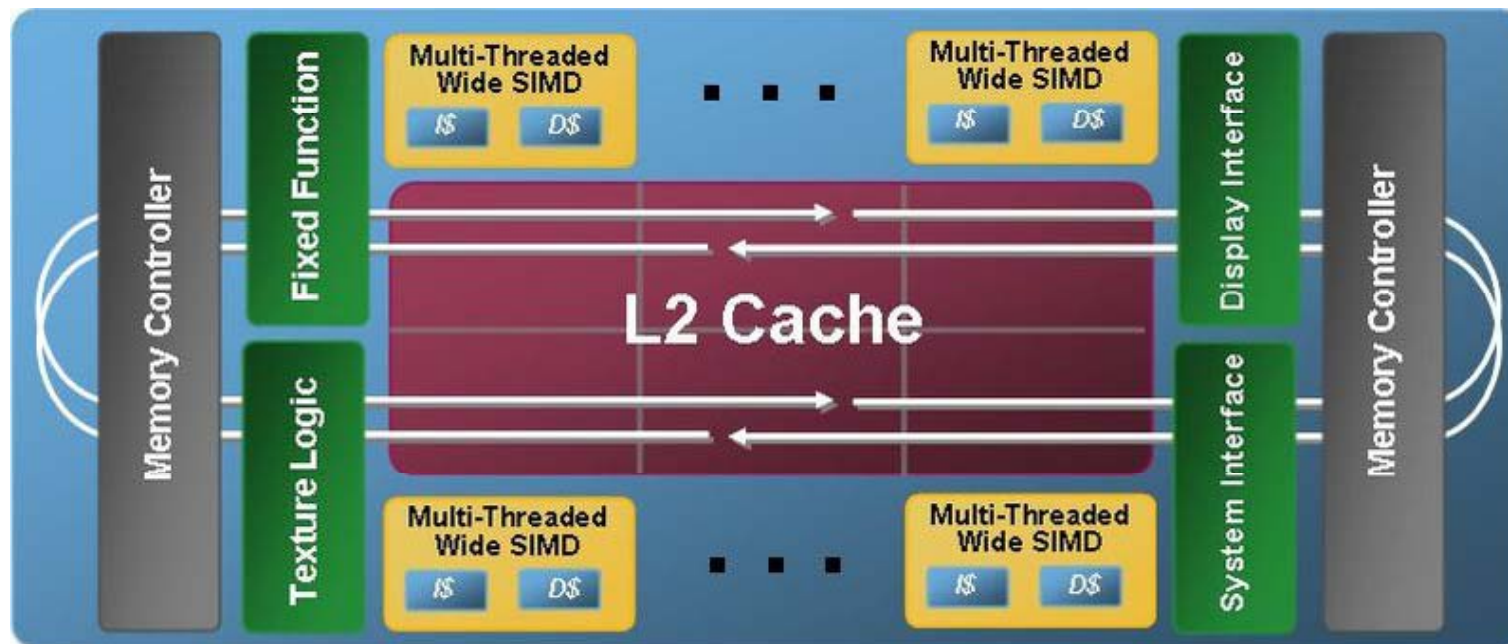 Memory Controller
Fixed Function
Multi-Threaded
Wide SIMD
I$ D$
Multi-Threaded
Wide SIMD
I$ D$
Display Interface
Memory Controller
L2 Cache
Texture Logic
Multi-Threaded
Wide SIMD
I$ D$
Multi-Threaded
Wide SIMD
I$ D$
System Interface